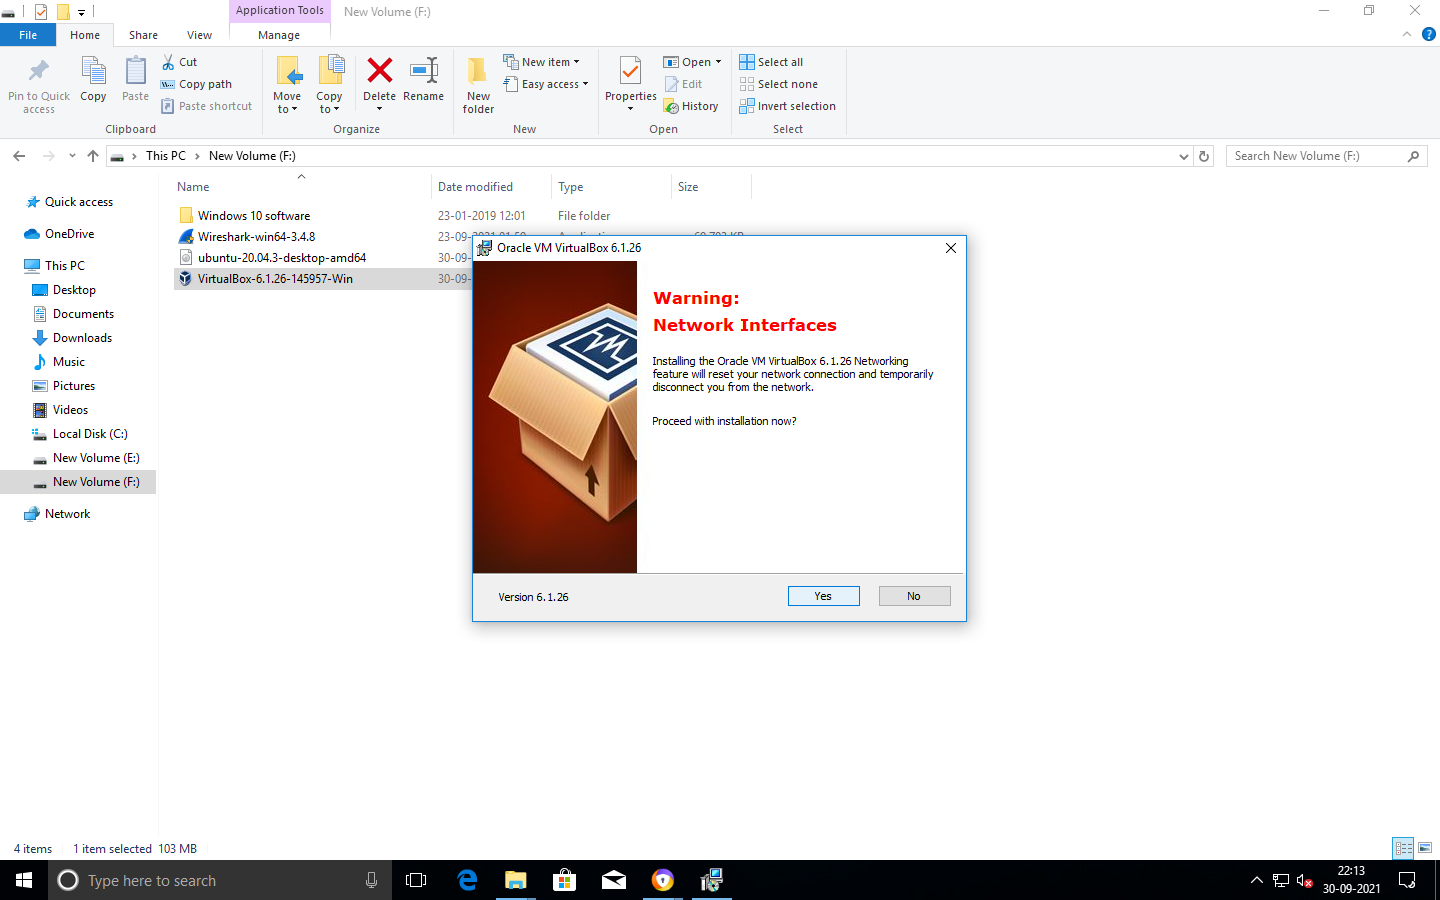 Application Tools
New Volume (F:)
File
Home
Share
View
Manage
Pin to Quick
access
Copy
Paste
Cut
Copy path
Paste shortcut
Clipboard
Move
to
Copy
to
Delete
Rename
Organize
New
folder
New item
Easy access
New
Properties
Open
Edit
History
Open
Select all
Select none
Invert selection
Select
This PC
New Volume (F:)
Search New Volume (F:)
Quick access
OneDrive
This PC
Desktop
Documents
Downloads
Music
Pictures
Videos
Local Disk (C:)
New Volume (E:)
New Volume (F:)
Network
Name
Date modified
Type
Size
Windows 10 software
23-01-2019 12:01
File folder
Wireshark-win64-3.4.8
ubuntu-20.04.3-desktop-amd64
30-09-
VirtualBox-6.1.26-145957-Win
30-09-
Oracle VM VirtualBox 6.1.26
Warning:
Network Interfaces
Installing the Oracle VM VirtualBox 6.1.26 Networking
feature will reset your network connection and temporarily
disconnect you from the network.
Proceed with installation now?
Version 6.1.26
Yes
No
4 items
1 item selected 103 MB
Type here to search
22:13
30-09-2021